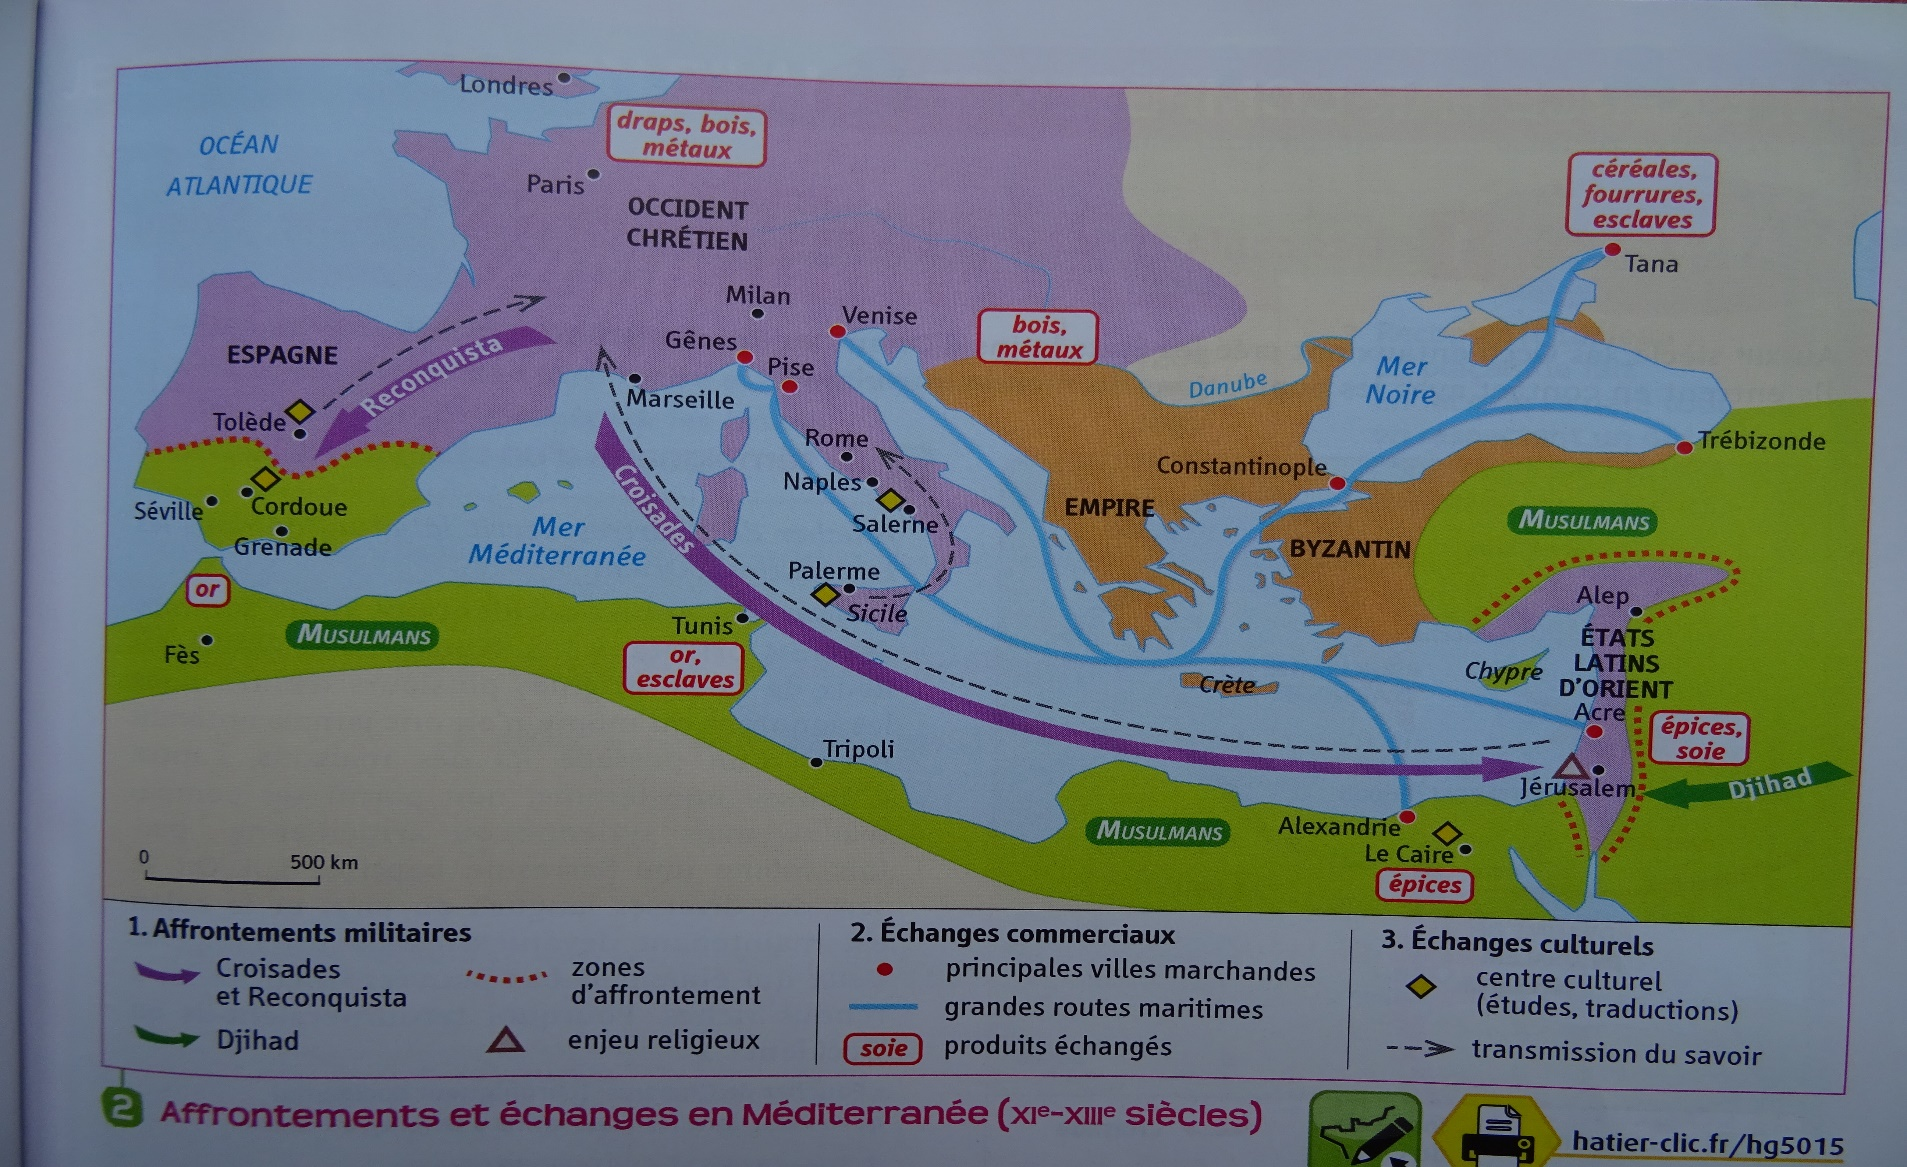 Londres
draps, bois,
métaux
OCÉAN
ATLANTIQUE
Paris
OCCIDENT
CHRÉTIEN
céréales,
fourrures,
esclaves
Tana
Milan
Venise
Gênes
Pise
bois,
métaux
ESPAGNE
Reconquista
Danube
Mer
Noire
Marseille
Tolède
Rome
Trébizonde
Constantinople
Naples
Séville
Cordoue
Croisades
EMPIRE
BYZANTIN
MUSULMANS
Salerne
Grenade
Mer
Méditerranée
Palerme
Sicile
or
Alep
Tunis
MUSULMANS
Fès
or,
esclaves
ÉTATS
LATINS
D'ORIENT
Chypre
Crète
Acre
épices,
soie
Tripoli
Jérusalem
Djihad
MUSULMANS
Alexandrie
Le Caire
épices
0 500 km
1. Affrontements militaires
Croisades
et Reconquista
Djihad
zones
d'affrontement
enjeu religieux
2. Échanges commerciaux
principales villes marchandes
grandes routes maritimes
soie produits échangés
3. Échanges culturels
centre culturel
(études, traductions)
transmission du savoir
2 Affrontements et échanges en Méditerranée (XIe-XIIIe siècles)
hatier-clic.fr/hg5015